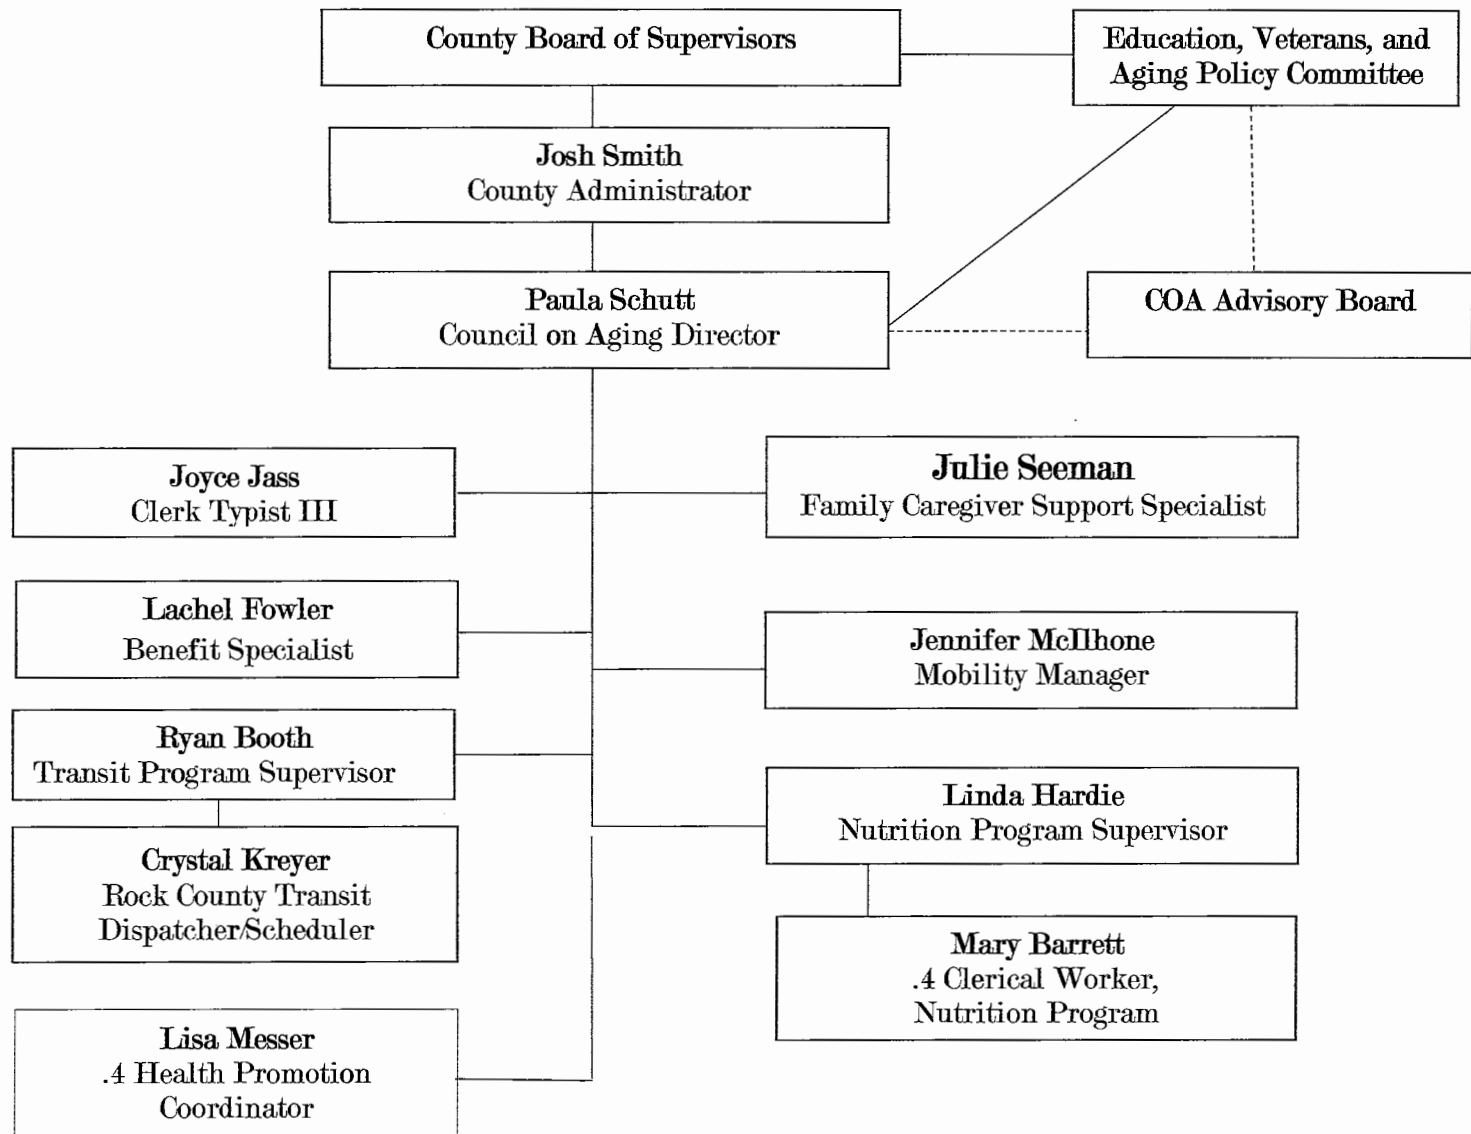 County Board of Supervisors
Education, Veterans, and
Aging Policy Committee
Josh Smith
County Administrator
Paula Schutt
Council on Aging Director
COA Advisory Board
Joyce Jass
Clerk Typist III
Julie Seeman
Family Caregiver Support Specialist
Lachel Fowler
Benefit Specialist
Jennifer McIlhone
Mobility Manager
Ryan Booth
Transit Program Supervisor
Linda Hardie
Nutrition Program Supervisor
Crystal Kreyer
Rock County Transit
Dispatcher/Scheduler
Mary Barrett
.4 Clerical Worker,
Nutrition Program
Lisa Messer
.4 Health Promotion
Coordinator